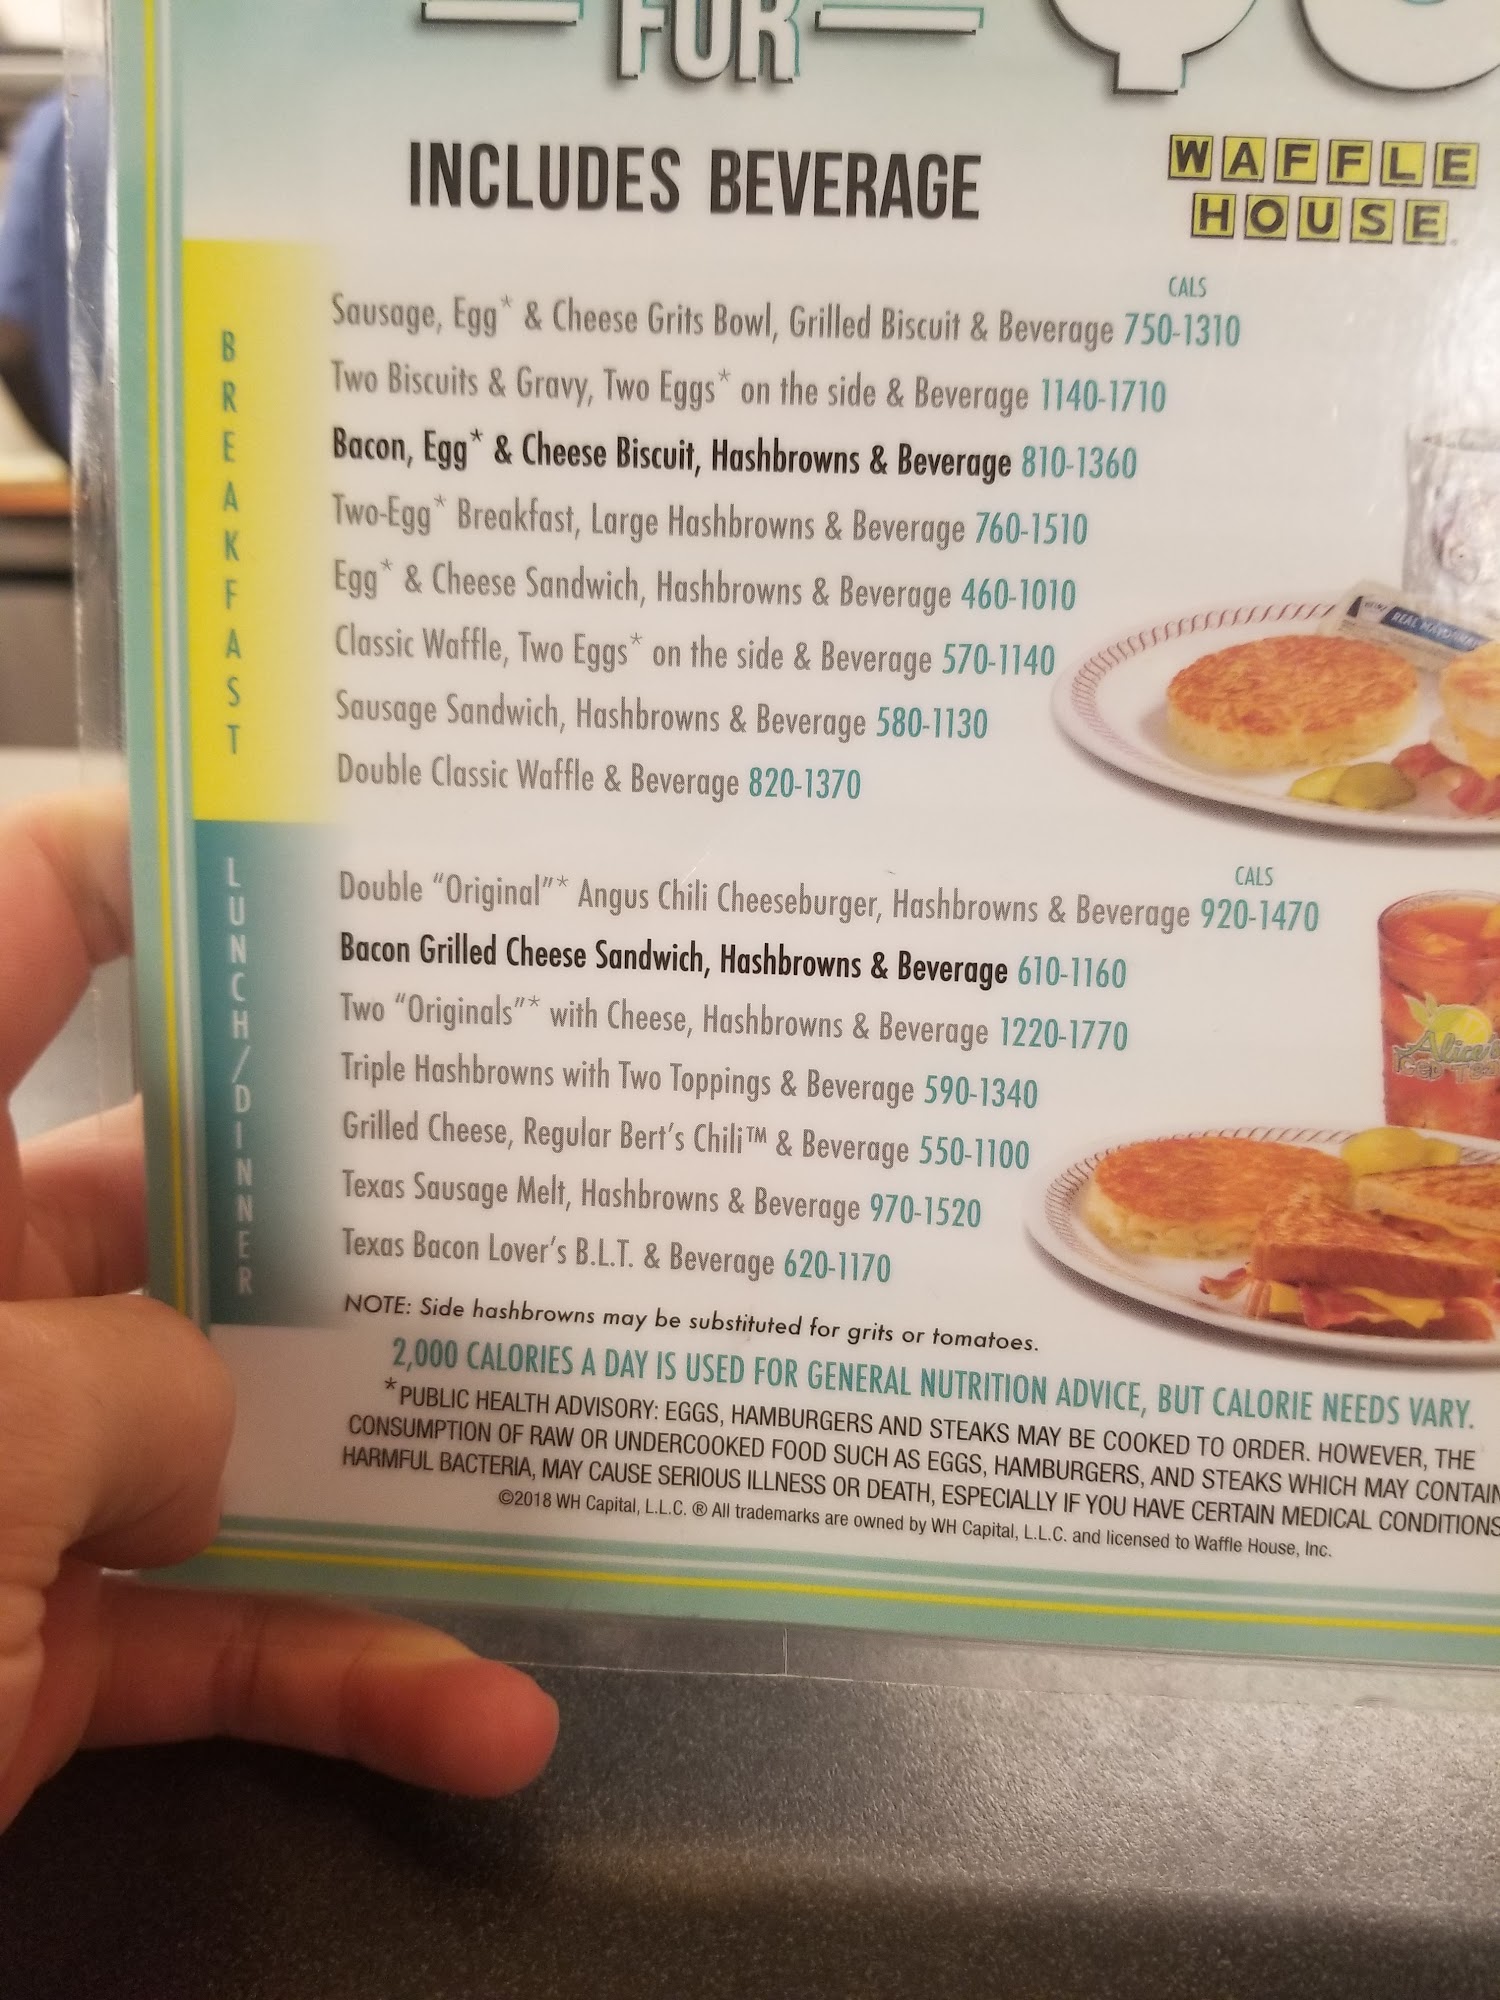 FOR
INCLUDES BEVERAGE
WAFFLE
HOUSE
BREAKFAST
CALS
Sausage, Egg* & Cheese Grits Bowl, Grilled Biscuit & Beverage 750-1310
Two Biscuits & Gravy, Two Eggs* on the side & Beverage 1140-1710
Bacon, Egg* & Cheese Biscuit, Hashbrowns & Beverage 810-1360
Two-Egg* Breakfast, Large Hashbrowns & Beverage 760-1510
Egg* & Cheese Sandwich, Hashbrowns & Beverage 460-1010
Classic Waffle, Two Eggs* on the side & Beverage 570-1140
Sausage Sandwich, Hashbrowns & Beverage 580-1130
Double Classic Waffle & Beverage 820-1370
REAL
LUNCH/DINNER
CALS
Double "Original"* Angus Chili Cheeseburger, Hashbrowns & Beverage 920-1470
Bacon Grilled Cheese Sandwich, Hashbrowns & Beverage 610-1160
Two "Originals"* with Cheese, Hashbrowns & Beverage 1220-1770
Triple Hashbrowns with Two Toppings & Beverage 590-1340
Grilled Cheese, Regular Bert's Chili™ & Beverage 550-1100
Texas Sausage Melt, Hashbrowns & Beverage 970-1520
Texas Bacon Lover's B.L.T. & Beverage 620-1170
Alice's
ICED TEA
NOTE: Side hashbrowns may be substituted for grits or tomatoes.
2,000 CALORIES A DAY IS USED FOR GENERAL NUTRITION ADVICE, BUT CALORIE NEEDS VARY.
*PUBLIC HEALTH ADVISORY: EGGS, HAMBURGERS AND STEAKS MAY BE COOKED TO ORDER. HOWEVER, THE
CONSUMPTION OF RAW OR UNDERCOOKED FOOD SUCH AS EGGS, HAMBURGERS, AND STEAKS WHICH MAY CONTAIN
HARMFUL BACTERIA, MAY CAUSE SERIOUS ILLNESS OR DEATH, ESPECIALLY IF YOU HAVE CERTAIN MEDICAL CONDITIONS
©2018 WH Capital, L.L.C. ® All trademarks are owned by WH Capital, L.L.C. and licensed to Waffle House, Inc.